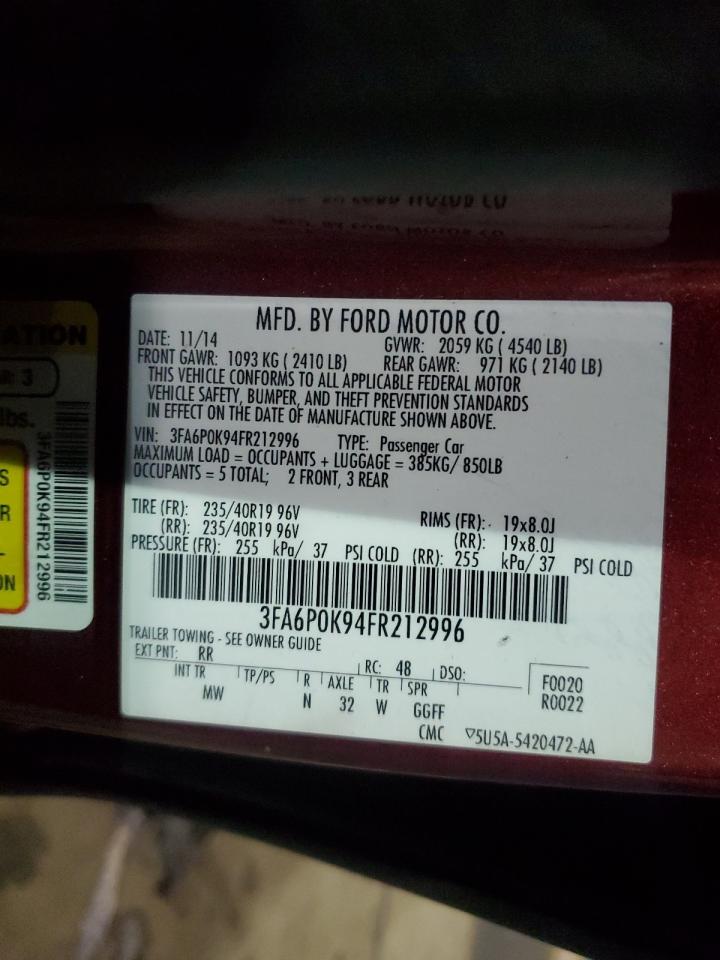 MFD. BY FORD MOTOR CO.
DATE: 11/14 GVWR: 2059 KG ( 4540 LB)
FRONT GAWR: 1093 KG ( 2410 LB) REAR GAWR: 971 KG ( 2140 LB)
THIS VEHICLE CONFORMS TO ALL APPLICABLE FEDERAL MOTOR
VEHICLE SAFETY, BUMPER, AND THEFT PREVENTION STANDARDS
IN EFFECT ON THE DATE OF MANUFACTURE SHOWN ABOVE.
VIN: 3FA6P0K94FR212996 TYPE: Passenger Car
MAXIMUM LOAD = OCCUPANTS + LUGGAGE = 385KG/ 850LB
OCCUPANTS = 5 TOTAL; 2 FRONT, 3 REAR
TIRE (FR): 235/40R19 96V RIMS (FR): 19x8.0J
(RR): 235/40R19 96V (RR): 19x8.0J
PRESSURE (FR): 255 kPa/ 37 PSI COLD (RR): 255 kPa/ 37 PSI COLD
3FA6P0K94FR212996
TRAILER TOWING - SEE OWNER GUIDE
EXT PNT: RR RC: 48 DSO: F0020
INT TR TP/PS R AXLE TR SPR R0022
MW N 32 W GGFF
CMC ▽5U5A-5420472-AA
ATION
R: 3
lbs.
3FA6P0K94FR212996
S
R
L
ON